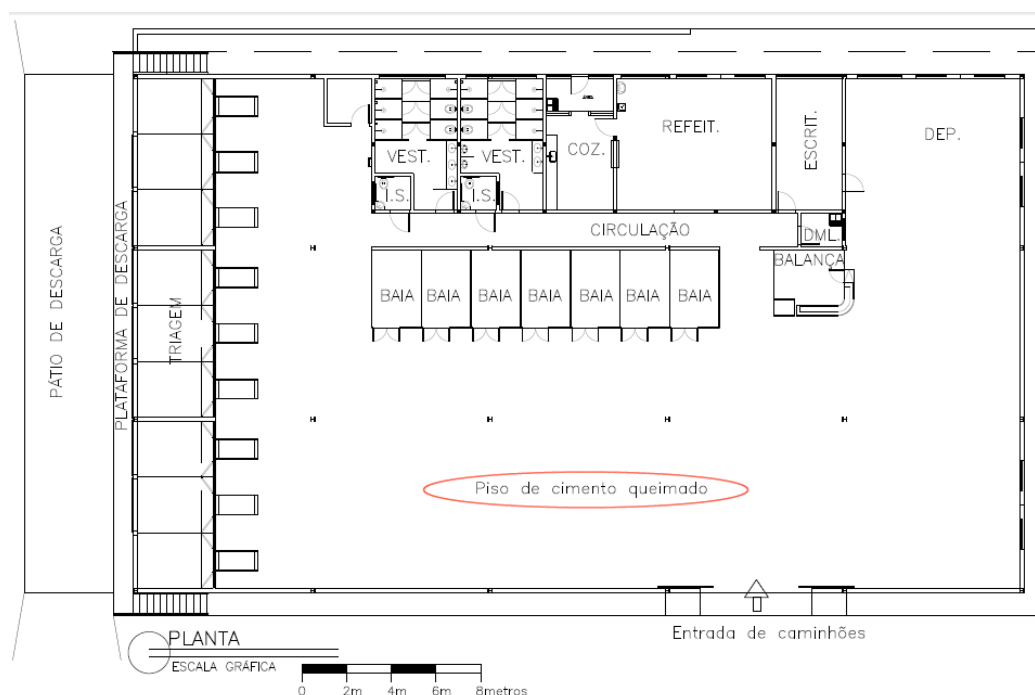 REFEIT.
DEP.
ESCRIT.
COZ.
VEST.
VEST.
I.S.
I.S.
CIRCULAÇÃO
DML.
BALANÇA
BAIA
BAIA
BAIA
BAIA
BAIA
BAIA
BAIA
PÁTIO DE DESCARGA
PLATAFORMA DE DESCARGA
TRIAGEM
Piso de cimento queimado
Entrada de caminhões
PLANTA
ESCALA GRÁFICA
0 2m 4m 6m 8metros